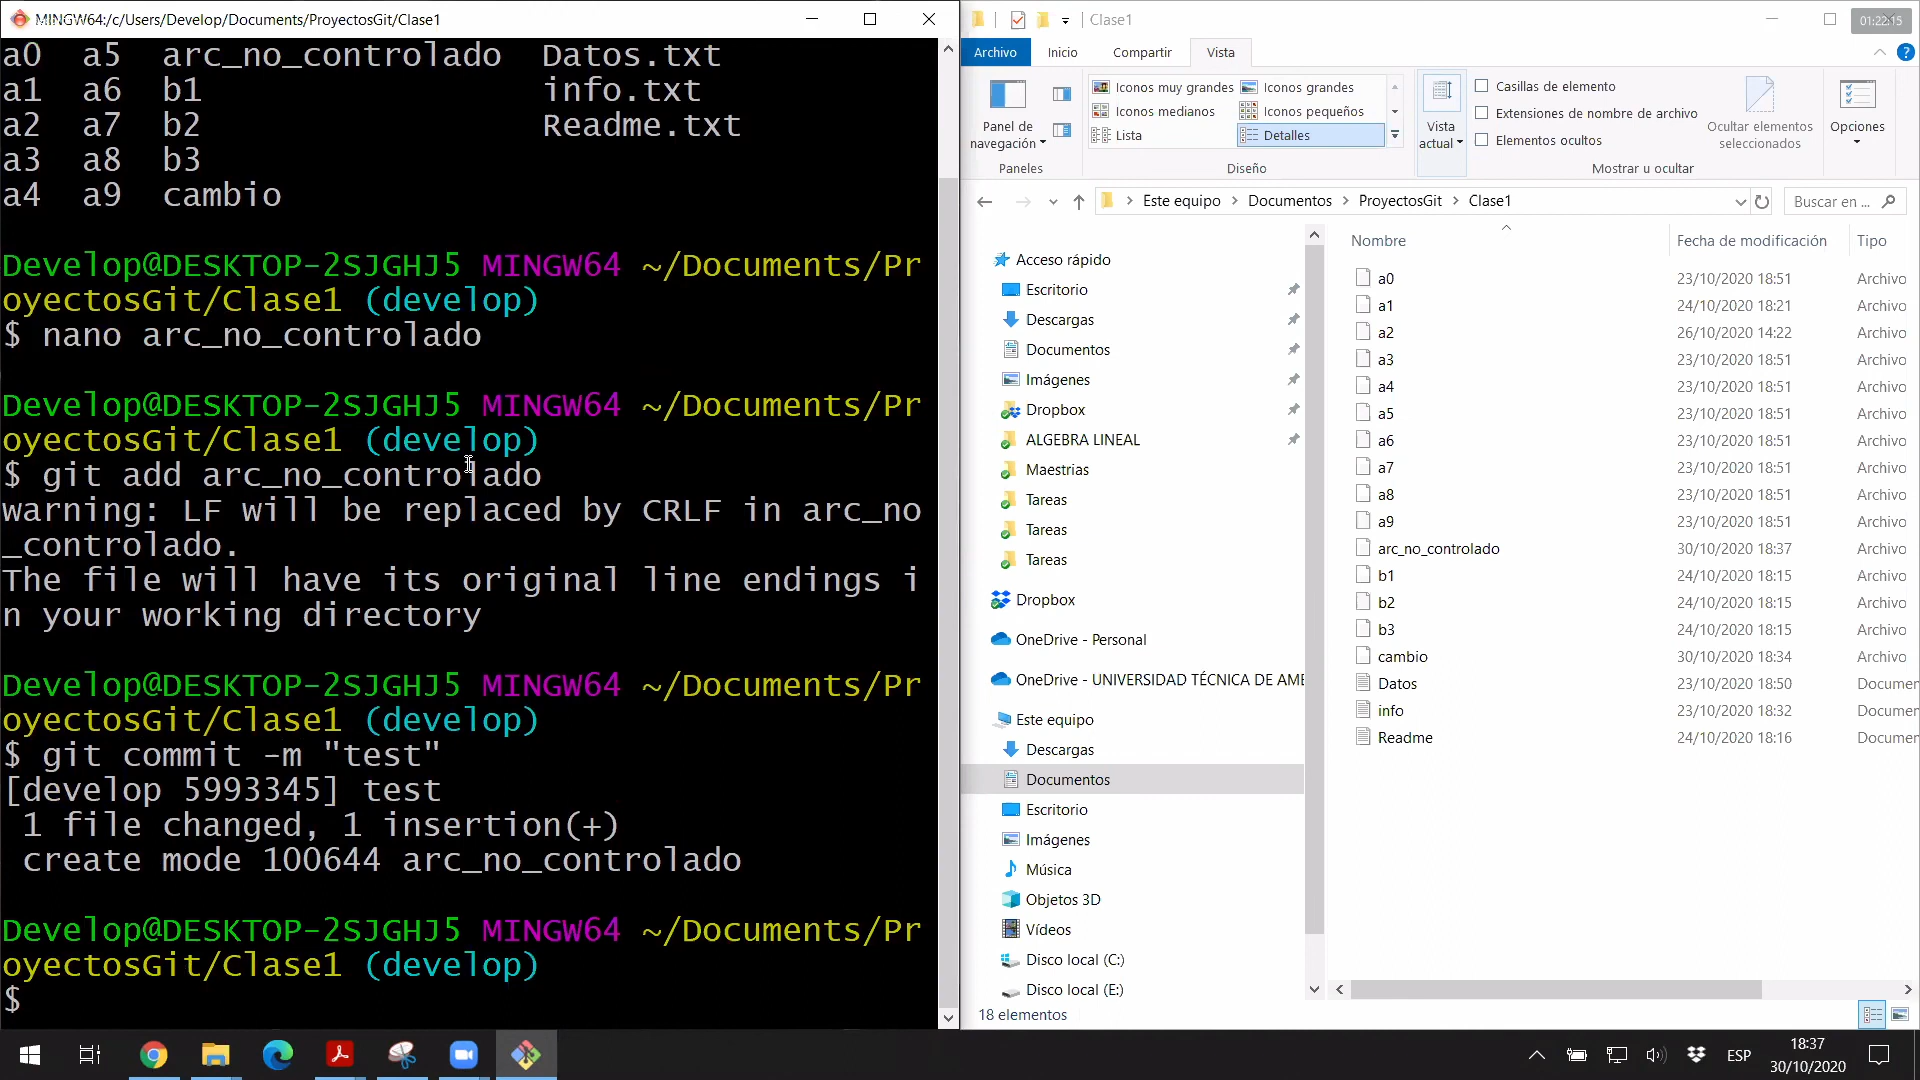 MINGW64:/c/Users/Develop/Documents/ProyectosGit/Clase1
a0 a5 arc_no_controlado Datos.txt
a1 a6 b1 info.txt
a2 a7 b2 Readme.txt
a3 a8 b3
a4 a9 cambio
Develop@DESKTOP-2SJGHJ5 MINGW64 ~/Documents/Pr
oyectosGit/Clase1 (develop)
$ nano arc_no_controlado
Develop@DESKTOP-2SJGHJ5 MINGW64 ~/Documents/Pr
oyectosGit/Clase1 (develop)
$ git add arc_no_controlado
warning: LF will be replaced by CRLF in arc_no
_controlado.
The file will have its original line endings i
n your working directory
Develop@DESKTOP-2SJGHJ5 MINGW64 ~/Documents/Pr
oyectosGit/Clase1 (develop)
$ git commit -m "test"
[develop 5993345] test
1 file changed, 1 insertion(+)
create mode 100644 arc_no_controlado
Develop@DESKTOP-2SJGHJ5 MINGW64 ~/Documents/Pr
oyectosGit/Clase1 (develop)
$
Clase1
01:22:15
Archivo Inicio Compartir Vista
Panel de
navegación
Paneles
Iconos muy grandes Iconos grandes
Iconos medianos Iconos pequeños
Lista Detalles
Diseño
Vista
actual
Casillas de elemento
Extensiones de nombre de archivo
Elementos ocultos
Ocultar elementos
seleccionados
Mostrar u ocultar
Opciones
Este equipo Documentos ProyectosGit Clase1
Buscar en ...
Acceso rápido
Escritorio
Descargas
Documentos
Imágenes
Dropbox
ALGEBRA LINEAL
Maestrias
Tareas
Tareas
Tareas
Dropbox
OneDrive - Personal
OneDrive - UNIVERSIDAD TÉCNICA DE AMB
Este equipo
Descargas
Documentos
Escritorio
Imágenes
Música
Objetos 3D
Vídeos
Disco local (C:)
Disco local (E:)
Nombre Fecha de modificación Tipo
a0 23/10/2020 18:51 Archivo
a1 24/10/2020 18:21 Archivo
a2 26/10/2020 14:22 Archivo
a3 23/10/2020 18:51 Archivo
a4 23/10/2020 18:51 Archivo
a5 23/10/2020 18:51 Archivo
a6 23/10/2020 18:51 Archivo
a7 23/10/2020 18:51 Archivo
a8 23/10/2020 18:51 Archivo
a9 23/10/2020 18:51 Archivo
arc_no_controlado 30/10/2020 18:37 Archivo
b1 24/10/2020 18:15 Archivo
b2 24/10/2020 18:15 Archivo
b3 24/10/2020 18:15 Archivo
cambio 30/10/2020 18:34 Archivo
Datos 23/10/2020 18:50 Documen
info 23/10/2020 18:32 Documen
Readme 24/10/2020 18:16 Documen
18 elementos
ESP
18:37
30/10/2020